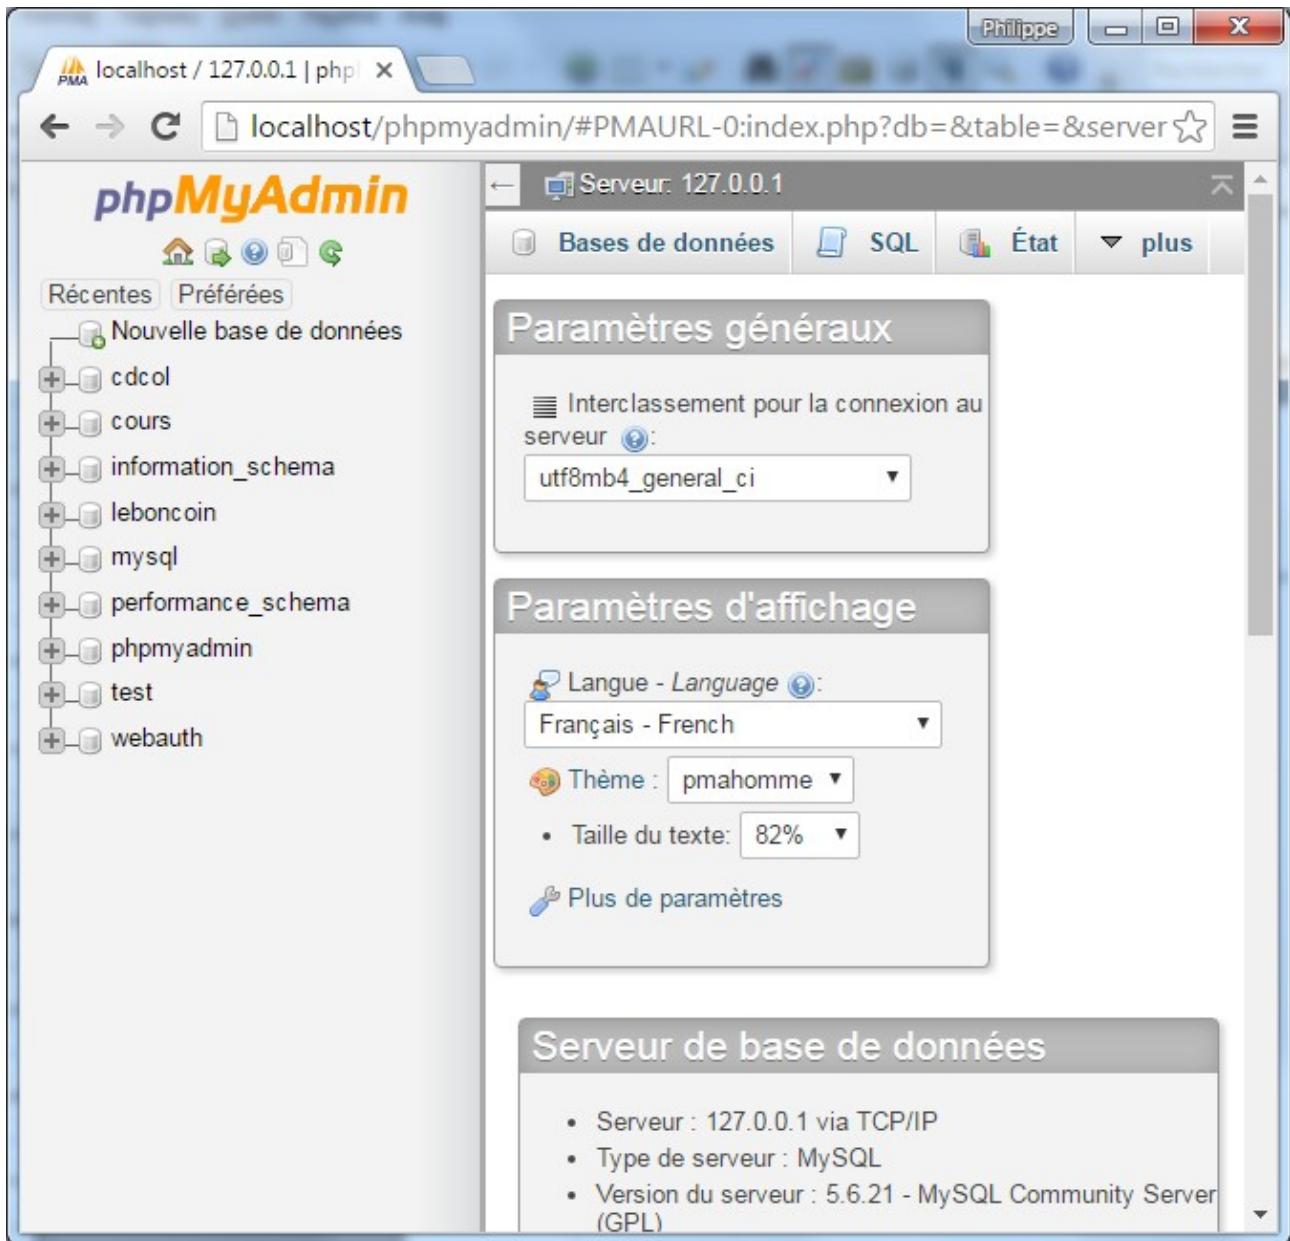 Philippe
PMA localhost / 127.0.0.1 | php
localhost/phpmyadmin/#PMAURL-0:index.php?db=&table=&server
phpMyAdmin
Récentes Préférées
Nouvelle base de données
cdcol
cours
information_schema
leboncoin
mysql
performance_schema
phpmyadmin
test
webauth
Serveur: 127.0.0.1
Bases de données SQL État plus
Paramètres généraux
Interclassement pour la connexion au
serveur :
utf8mb4_general_ci
Paramètres d'affichage
Langue - Language :
Français - French
Thème : pmahomme
• Taille du texte: 82%
Plus de paramètres
Serveur de base de données
• Serveur : 127.0.0.1 via TCP/IP
• Type de serveur : MySQL
• Version du serveur : 5.6.21 - MySQL Community Server
(GPL)